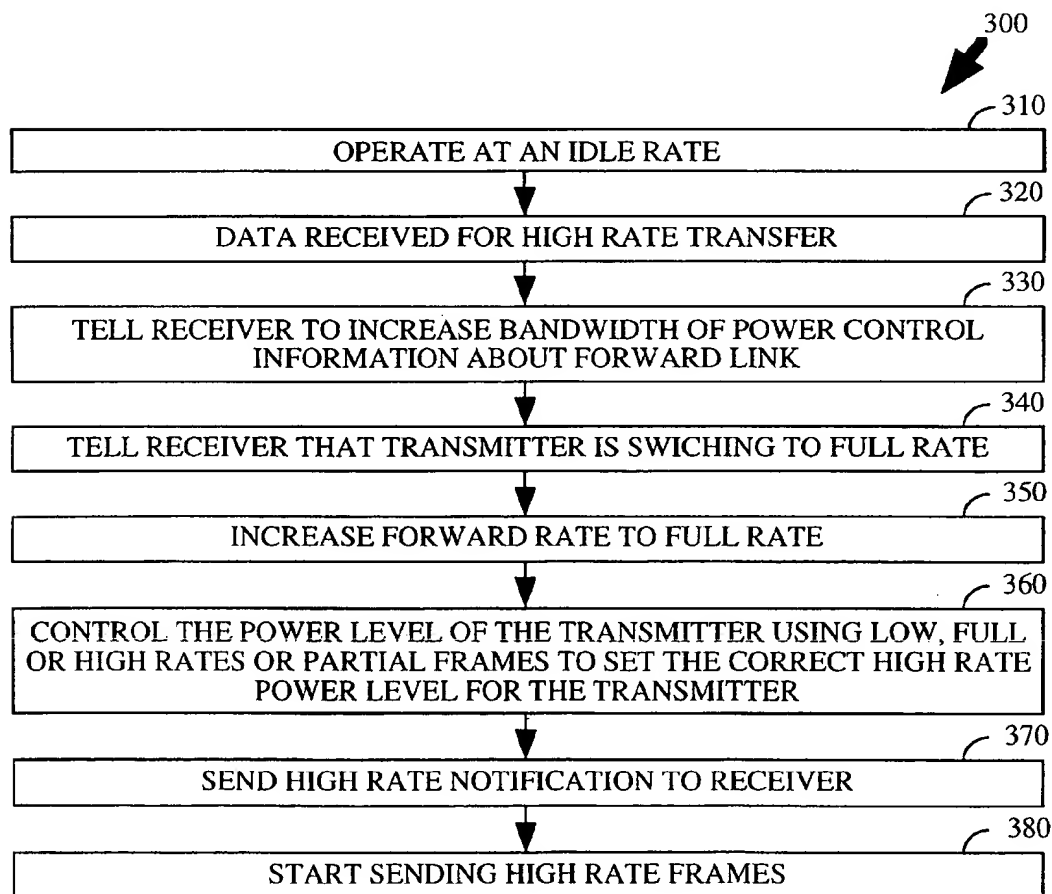 300
310
OPERATE AT AN IDLE RATE
320
DATA RECEIVED FOR HIGH RATE TRANSFER
330
TELL RECEIVER TO INCREASE BANDWIDTH OF POWER CONTROL
INFORMATION ABOUT FORWARD LINK
340
TELL RECEIVER THAT TRANSMITTER IS SWICHING TO FULL RATE
350
INCREASE FORWARD RATE TO FULL RATE
360
CONTROL THE POWER LEVEL OF THE TRANSMITTER USING LOW, FULL
OR HIGH RATES OR PARTIAL FRAMES TO SET THE CORRECT HIGH RATE
POWER LEVEL FOR THE TRANSMITTER
370
SEND HIGH RATE NOTIFICATION TO RECEIVER
380
START SENDING HIGH RATE FRAMES